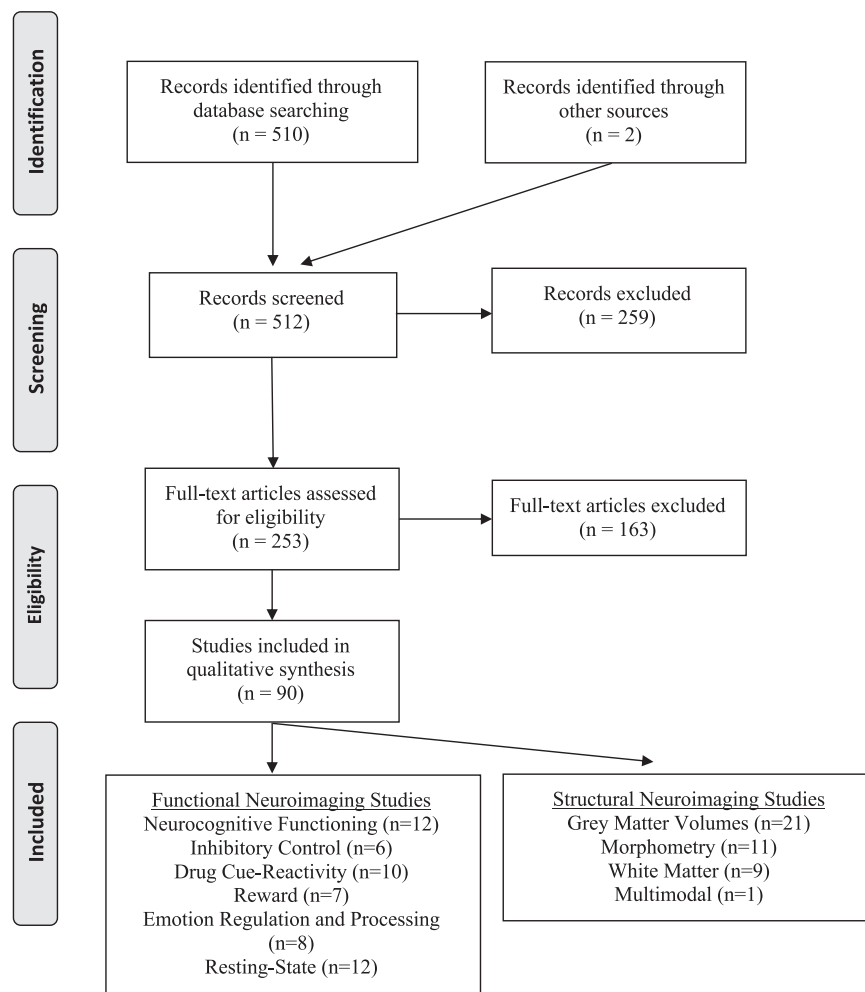 Identification
Records identified through
database searching
(n = 510)
Records identified through
other sources
(n = 2)
Screening
Records screened
(n = 512)
Records excluded
(n = 259)
Eligibility
Full-text articles assessed
for eligibility
(n = 253)
Full-text articles excluded
(n = 163)
Studies included in
qualitative synthesis
(n = 90)
Included
Functional Neuroimaging Studies
Neurocognitive Functioning (n=12)
Inhibitory Control (n=6)
Drug Cue-Reactivity (n=10)
Reward (n=7)
Emotion Regulation and Processing
(n=8)
Resting-State (n=12)
Structural Neuroimaging Studies
Grey Matter Volumes (n=21)
Morphometry (n=11)
White Matter (n=9)
Multimodal (n=1)